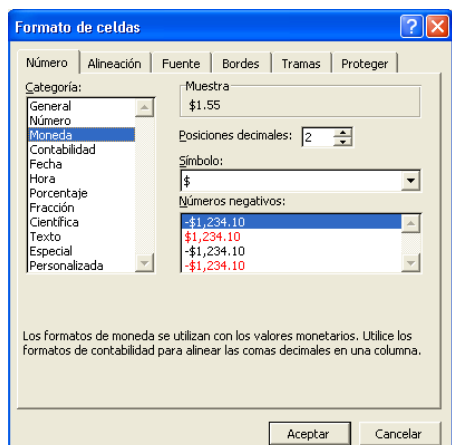 Formato de celdas
Número Alineación Fuente Bordes Tramas Proteger
Categoría:
General
Número
Moneda
Contabilidad
Fecha
Hora
Porcentaje
Fracción
Científica
Texto
Especial
Personalizada
Muestra
$1.55
Posiciones decimales: 2
Símbolo:
$
Números negativos:
-$1,234.10
$1,234.10
-$1,234.10
-$1,234.10
Los formatos de moneda se utilizan con los valores monetarios. Utilice los
formatos de contabilidad para alinear las comas decimales en una columna.
Aceptar Cancelar